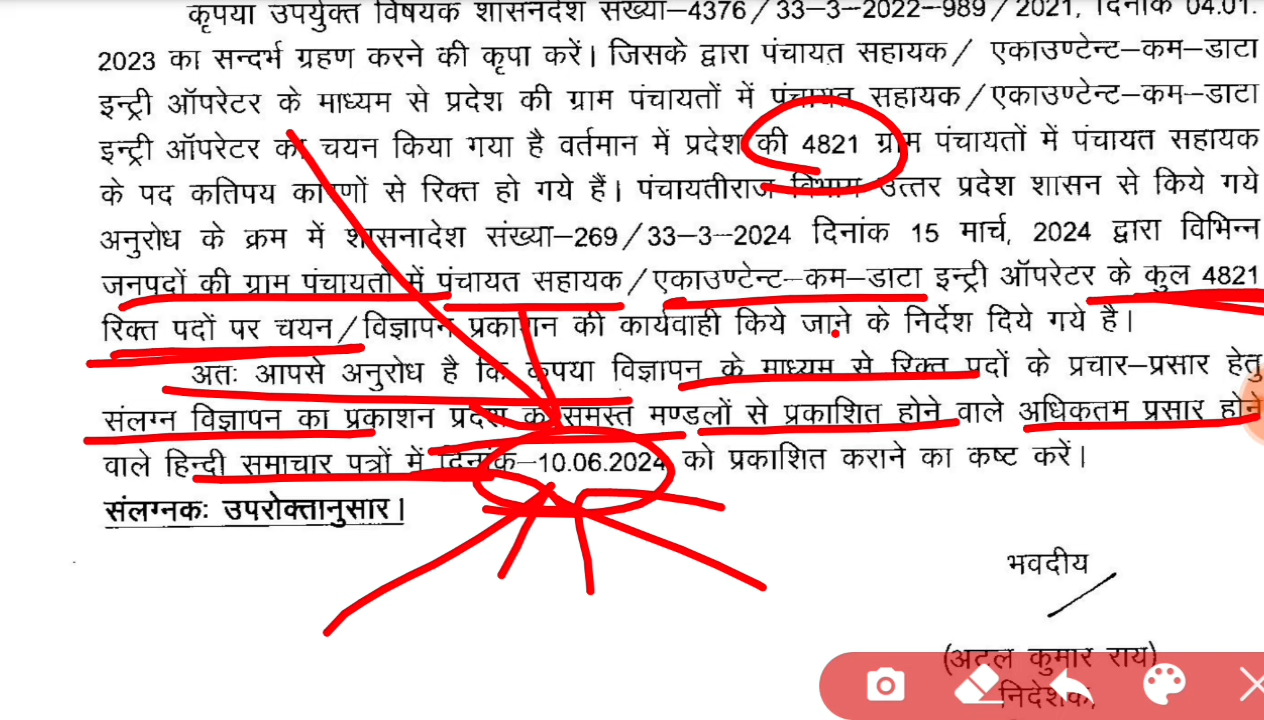 कृपया उपर्युक्त विषयक शासनदेश संख्या–4376/33–3–2022–989/2021, दिनांक 04.01.
2023 का सन्दर्भ ग्रहण करने की कृपा करें। जिसके द्वारा पंचायत सहायक/ एकाउण्टेन्ट–कम–डाटा
इन्ट्री ऑपरेटर के माध्यम से प्रदेश की ग्राम पंचायतों में पंचायत सहायक/एकाउण्टेन्ट–कम–डाटा
इन्ट्री ऑपरेटर का चयन किया गया है वर्तमान में प्रदेश की 4821 ग्राम पंचायतों में पंचायत सहायक
के पद कतिपय कारणों से रिक्त हो गये हैं। पंचायतीराज विभाग उत्तर प्रदेश शासन से किये गये
अनुरोध के क्रम में शासनादेश संख्या–269/33–3–2024 दिनांक 15 मार्च, 2024 द्वारा विभिन्न
जनपदों की ग्राम पंचायतों में पंचायत सहायक/एकाउण्टेन्ट–कम–डाटा इन्ट्री ऑपरेटर के कुल 4821
रिक्त पदों पर चयन/विज्ञापन प्रकाशन की कार्यवाही किये जाने के निर्देश दिये गये है।
अतः आपसे अनुरोध है कि कृपया विज्ञापन के माध्यम से रिक्त पदों के प्रचार–प्रसार हेतु
संलग्न विज्ञापन का प्रकाशन प्रदेश के समस्त मण्डलों से प्रकाशित होने वाले अधिकतम प्रसार होने
वाले हिन्दी समाचार पत्रों में दिनांक–10.06.2024 को प्रकाशित कराने का कष्ट करें।
संलग्नकः उपरोक्तानुसार।
भवदीय
(अटल कुमार राय)
निदेशक,